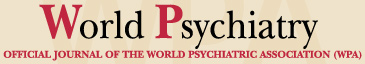 World Psychiatry
OFFICIAL JOURNAL OF THE WORLD PSYCHIATRIC ASSOCIATION (WPA)